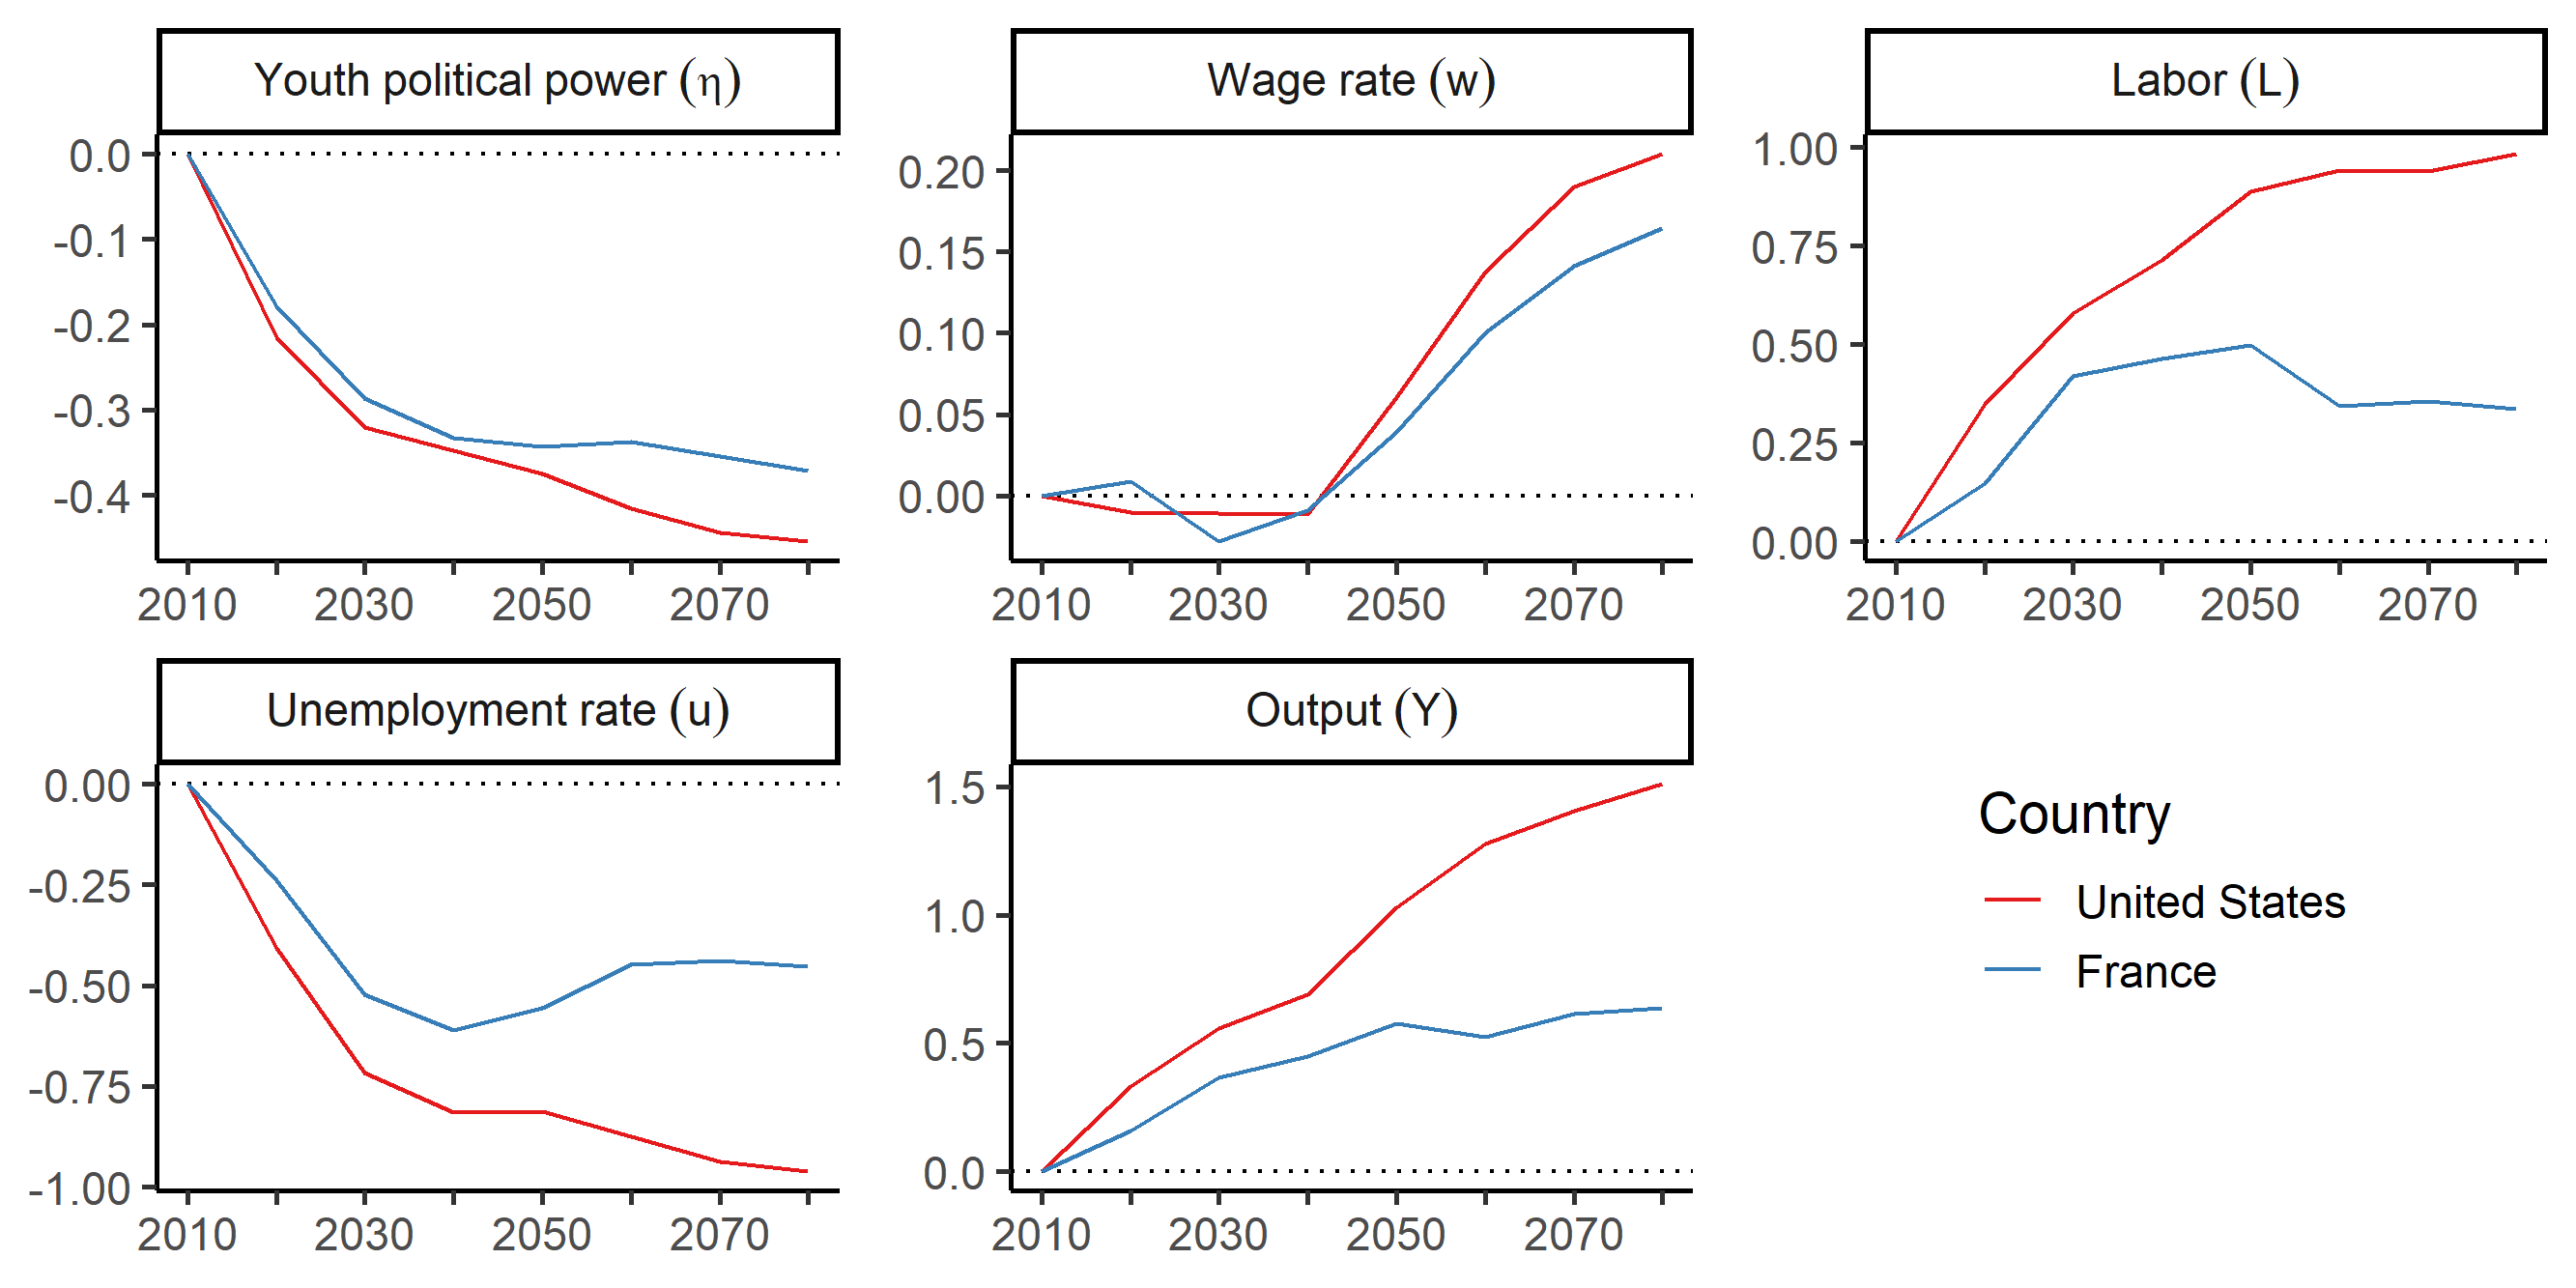 Youth political power (η)
0.0
-0.1
-0.2
-0.3
-0.4
2010 2030 2050 2070
Wage rate (w)
0.20
0.15
0.10
0.05
0.00
2010 2030 2050 2070
Labor (L)
1.00
0.75
0.50
0.25
0.00
2010 2030 2050 2070
Unemployment rate (u)
0.00
-0.25
-0.50
-0.75
-1.00
2010 2030 2050 2070
Output (Y)
1.5
1.0
0.5
0.0
2010 2030 2050 2070
Country
United States
France